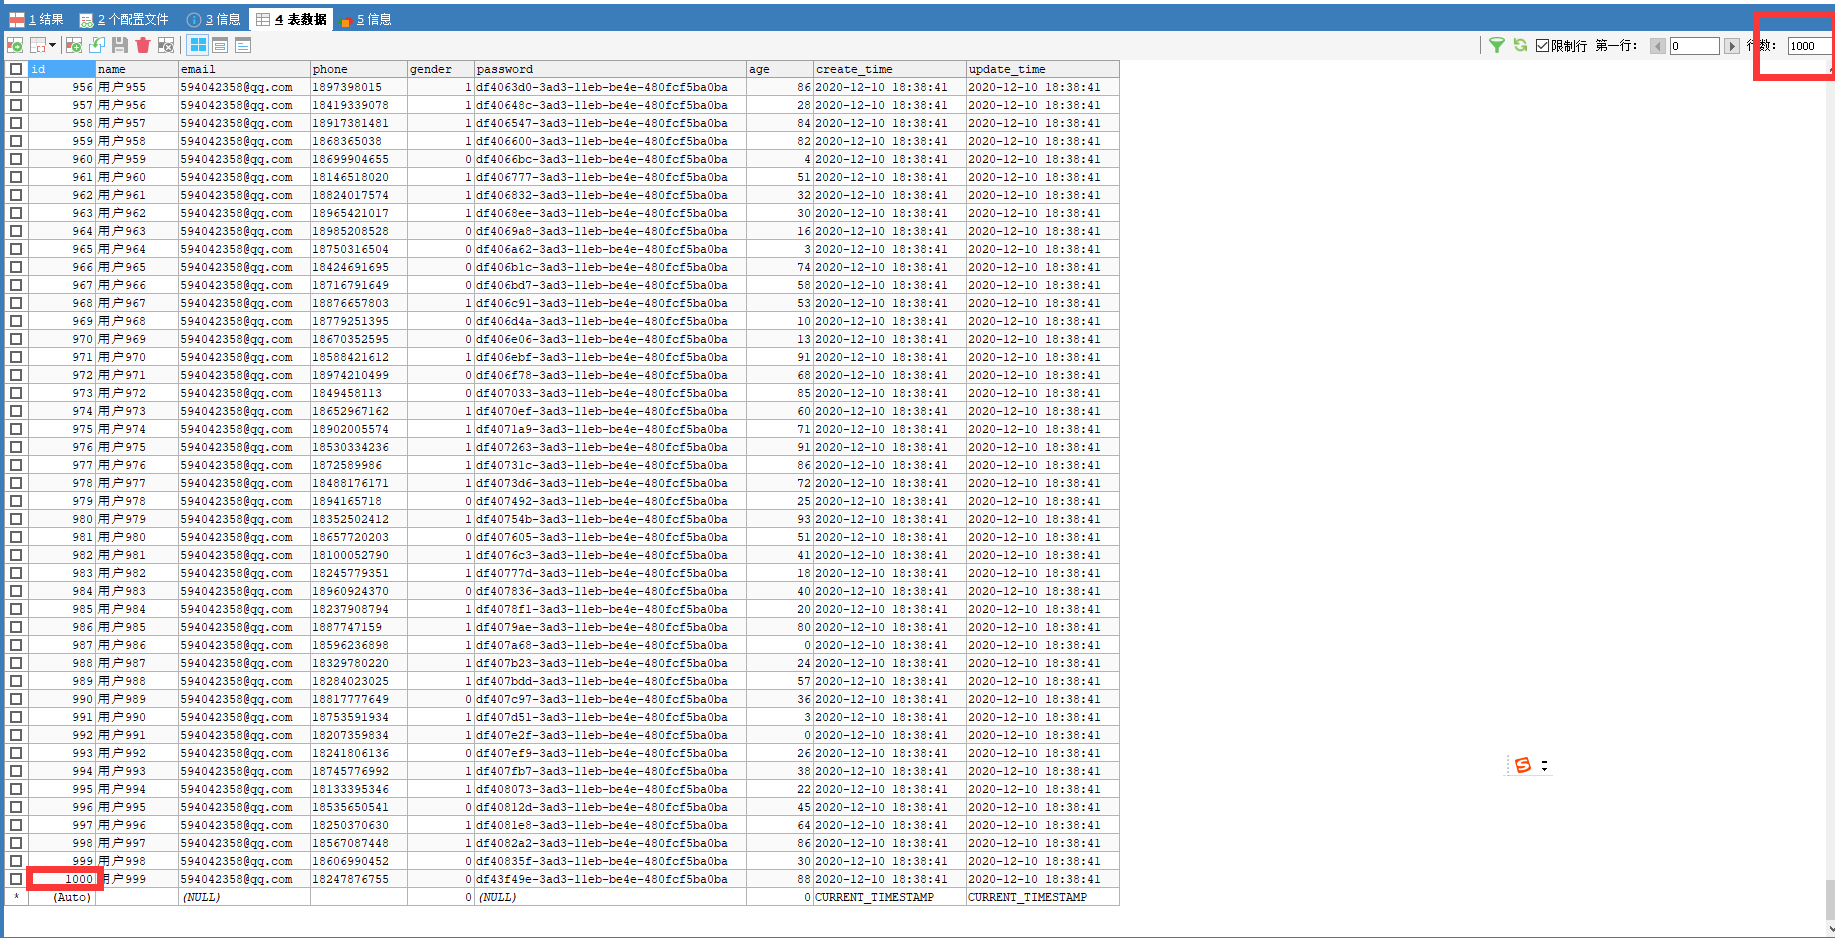 1 结果 2 个配置文件 3 信息 4 表数据 5 信息
限制行 第一行: 0 行数: 1000
id name email phone gender password age create_time update_time
956 用户955 594042358@qq.com 1897398015 1 df4063d0-3ad3-11eb-be4e-480fcf5ba0ba 86 2020-12-10 18:38:41 2020-12-10 18:38:41
957 用户956 594042358@qq.com 18419339078 1 df40648c-3ad3-11eb-be4e-480fcf5ba0ba 28 2020-12-10 18:38:41 2020-12-10 18:38:41
958 用户957 594042358@qq.com 18917381481 1 df406547-3ad3-11eb-be4e-480fcf5ba0ba 84 2020-12-10 18:38:41 2020-12-10 18:38:41
959 用户958 594042358@qq.com 1868365038 1 df406600-3ad3-11eb-be4e-480fcf5ba0ba 82 2020-12-10 18:38:41 2020-12-10 18:38:41
960 用户959 594042358@qq.com 18699904655 0 df4066bc-3ad3-11eb-be4e-480fcf5ba0ba 4 2020-12-10 18:38:41 2020-12-10 18:38:41
961 用户960 594042358@qq.com 18146518020 1 df406777-3ad3-11eb-be4e-480fcf5ba0ba 51 2020-12-10 18:38:41 2020-12-10 18:38:41
962 用户961 594042358@qq.com 18824017574 1 df406832-3ad3-11eb-be4e-480fcf5ba0ba 32 2020-12-10 18:38:41 2020-12-10 18:38:41
963 用户962 594042358@qq.com 18965421017 1 df4068ee-3ad3-11eb-be4e-480fcf5ba0ba 30 2020-12-10 18:38:41 2020-12-10 18:38:41
964 用户963 594042358@qq.com 18985208528 0 df4069a8-3ad3-11eb-be4e-480fcf5ba0ba 16 2020-12-10 18:38:41 2020-12-10 18:38:41
965 用户964 594042358@qq.com 18750316504 0 df406a62-3ad3-11eb-be4e-480fcf5ba0ba 3 2020-12-10 18:38:41 2020-12-10 18:38:41
966 用户965 594042358@qq.com 18424691695 0 df406b1c-3ad3-11eb-be4e-480fcf5ba0ba 74 2020-12-10 18:38:41 2020-12-10 18:38:41
967 用户966 594042358@qq.com 18716791649 0 df406bd7-3ad3-11eb-be4e-480fcf5ba0ba 58 2020-12-10 18:38:41 2020-12-10 18:38:41
968 用户967 594042358@qq.com 18876657803 1 df406c91-3ad3-11eb-be4e-480fcf5ba0ba 53 2020-12-10 18:38:41 2020-12-10 18:38:41
969 用户968 594042358@qq.com 18779251395 0 df406d4a-3ad3-11eb-be4e-480fcf5ba0ba 10 2020-12-10 18:38:41 2020-12-10 18:38:41
970 用户969 594042358@qq.com 18670352595 0 df406e06-3ad3-11eb-be4e-480fcf5ba0ba 13 2020-12-10 18:38:41 2020-12-10 18:38:41
971 用户970 594042358@qq.com 18588421612 1 df406ebf-3ad3-11eb-be4e-480fcf5ba0ba 91 2020-12-10 18:38:41 2020-12-10 18:38:41
972 用户971 594042358@qq.com 18974210499 0 df406f78-3ad3-11eb-be4e-480fcf5ba0ba 68 2020-12-10 18:38:41 2020-12-10 18:38:41
973 用户972 594042358@qq.com 1849458113 0 df407033-3ad3-11eb-be4e-480fcf5ba0ba 85 2020-12-10 18:38:41 2020-12-10 18:38:41
974 用户973 594042358@qq.com 18652967162 1 df4070ef-3ad3-11eb-be4e-480fcf5ba0ba 60 2020-12-10 18:38:41 2020-12-10 18:38:41
975 用户974 594042358@qq.com 18902005574 1 df4071a9-3ad3-11eb-be4e-480fcf5ba0ba 71 2020-12-10 18:38:41 2020-12-10 18:38:41
976 用户975 594042358@qq.com 18530334236 1 df407263-3ad3-11eb-be4e-480fcf5ba0ba 91 2020-12-10 18:38:41 2020-12-10 18:38:41
977 用户976 594042358@qq.com 1872589986 1 df40731c-3ad3-11eb-be4e-480fcf5ba0ba 86 2020-12-10 18:38:41 2020-12-10 18:38:41
978 用户977 594042358@qq.com 18488176171 1 df4073d6-3ad3-11eb-be4e-480fcf5ba0ba 72 2020-12-10 18:38:41 2020-12-10 18:38:41
979 用户978 594042358@qq.com 1894165718 0 df407492-3ad3-11eb-be4e-480fcf5ba0ba 25 2020-12-10 18:38:41 2020-12-10 18:38:41
980 用户979 594042358@qq.com 18352502412 1 df40754b-3ad3-11eb-be4e-480fcf5ba0ba 93 2020-12-10 18:38:41 2020-12-10 18:38:41
981 用户980 594042358@qq.com 18657720203 0 df407605-3ad3-11eb-be4e-480fcf5ba0ba 51 2020-12-10 18:38:41 2020-12-10 18:38:41
982 用户981 594042358@qq.com 18100052790 1 df4076c3-3ad3-11eb-be4e-480fcf5ba0ba 41 2020-12-10 18:38:41 2020-12-10 18:38:41
983 用户982 594042358@qq.com 18245779351 1 df40777d-3ad3-11eb-be4e-480fcf5ba0ba 18 2020-12-10 18:38:41 2020-12-10 18:38:41
984 用户983 594042358@qq.com 18960924370 0 df407836-3ad3-11eb-be4e-480fcf5ba0ba 40 2020-12-10 18:38:41 2020-12-10 18:38:41
985 用户984 594042358@qq.com 18237908794 1 df4078f1-3ad3-11eb-be4e-480fcf5ba0ba 20 2020-12-10 18:38:41 2020-12-10 18:38:41
986 用户985 594042358@qq.com 1887747159 1 df4079ae-3ad3-11eb-be4e-480fcf5ba0ba 80 2020-12-10 18:38:41 2020-12-10 18:38:41
987 用户986 594042358@qq.com 18596236898 1 df407a68-3ad3-11eb-be4e-480fcf5ba0ba 0 2020-12-10 18:38:41 2020-12-10 18:38:41
988 用户987 594042358@qq.com 18329780220 1 df407b23-3ad3-11eb-be4e-480fcf5ba0ba 24 2020-12-10 18:38:41 2020-12-10 18:38:41
989 用户988 594042358@qq.com 18284023025 1 df407bdd-3ad3-11eb-be4e-480fcf5ba0ba 57 2020-12-10 18:38:41 2020-12-10 18:38:41
990 用户989 594042358@qq.com 18817777649 0 df407c97-3ad3-11eb-be4e-480fcf5ba0ba 36 2020-12-10 18:38:41 2020-12-10 18:38:41
991 用户990 594042358@qq.com 18753591934 1 df407d51-3ad3-11eb-be4e-480fcf5ba0ba 3 2020-12-10 18:38:41 2020-12-10 18:38:41
992 用户991 594042358@qq.com 18207359834 1 df407e2f-3ad3-11eb-be4e-480fcf5ba0ba 0 2020-12-10 18:38:41 2020-12-10 18:38:41
993 用户992 594042358@qq.com 18241806136 0 df407ef9-3ad3-11eb-be4e-480fcf5ba0ba 26 2020-12-10 18:38:41 2020-12-10 18:38:41
994 用户993 594042358@qq.com 18745776992 1 df407fb7-3ad3-11eb-be4e-480fcf5ba0ba 38 2020-12-10 18:38:41 2020-12-10 18:38:41
995 用户994 594042358@qq.com 18133395346 1 df408073-3ad3-11eb-be4e-480fcf5ba0ba 22 2020-12-10 18:38:41 2020-12-10 18:38:41
996 用户995 594042358@qq.com 18535650541 0 df40812d-3ad3-11eb-be4e-480fcf5ba0ba 45 2020-12-10 18:38:41 2020-12-10 18:38:41
997 用户996 594042358@qq.com 18250370630 1 df4081e8-3ad3-11eb-be4e-480fcf5ba0ba 64 2020-12-10 18:38:41 2020-12-10 18:38:41
998 用户997 594042358@qq.com 18567087448 1 df4082a2-3ad3-11eb-be4e-480fcf5ba0ba 86 2020-12-10 18:38:41 2020-12-10 18:38:41
999 用户998 594042358@qq.com 18606990452 0 df40835f-3ad3-11eb-be4e-480fcf5ba0ba 30 2020-12-10 18:38:41 2020-12-10 18:38:41
1000 用户999 594042358@qq.com 18247876755 0 df43f49e-3ad3-11eb-be4e-480fcf5ba0ba 88 2020-12-10 18:38:41 2020-12-10 18:38:41
* (Auto) (NULL) 0 (NULL) 0 CURRENT_TIMESTAMP CURRENT_TIMESTAMP